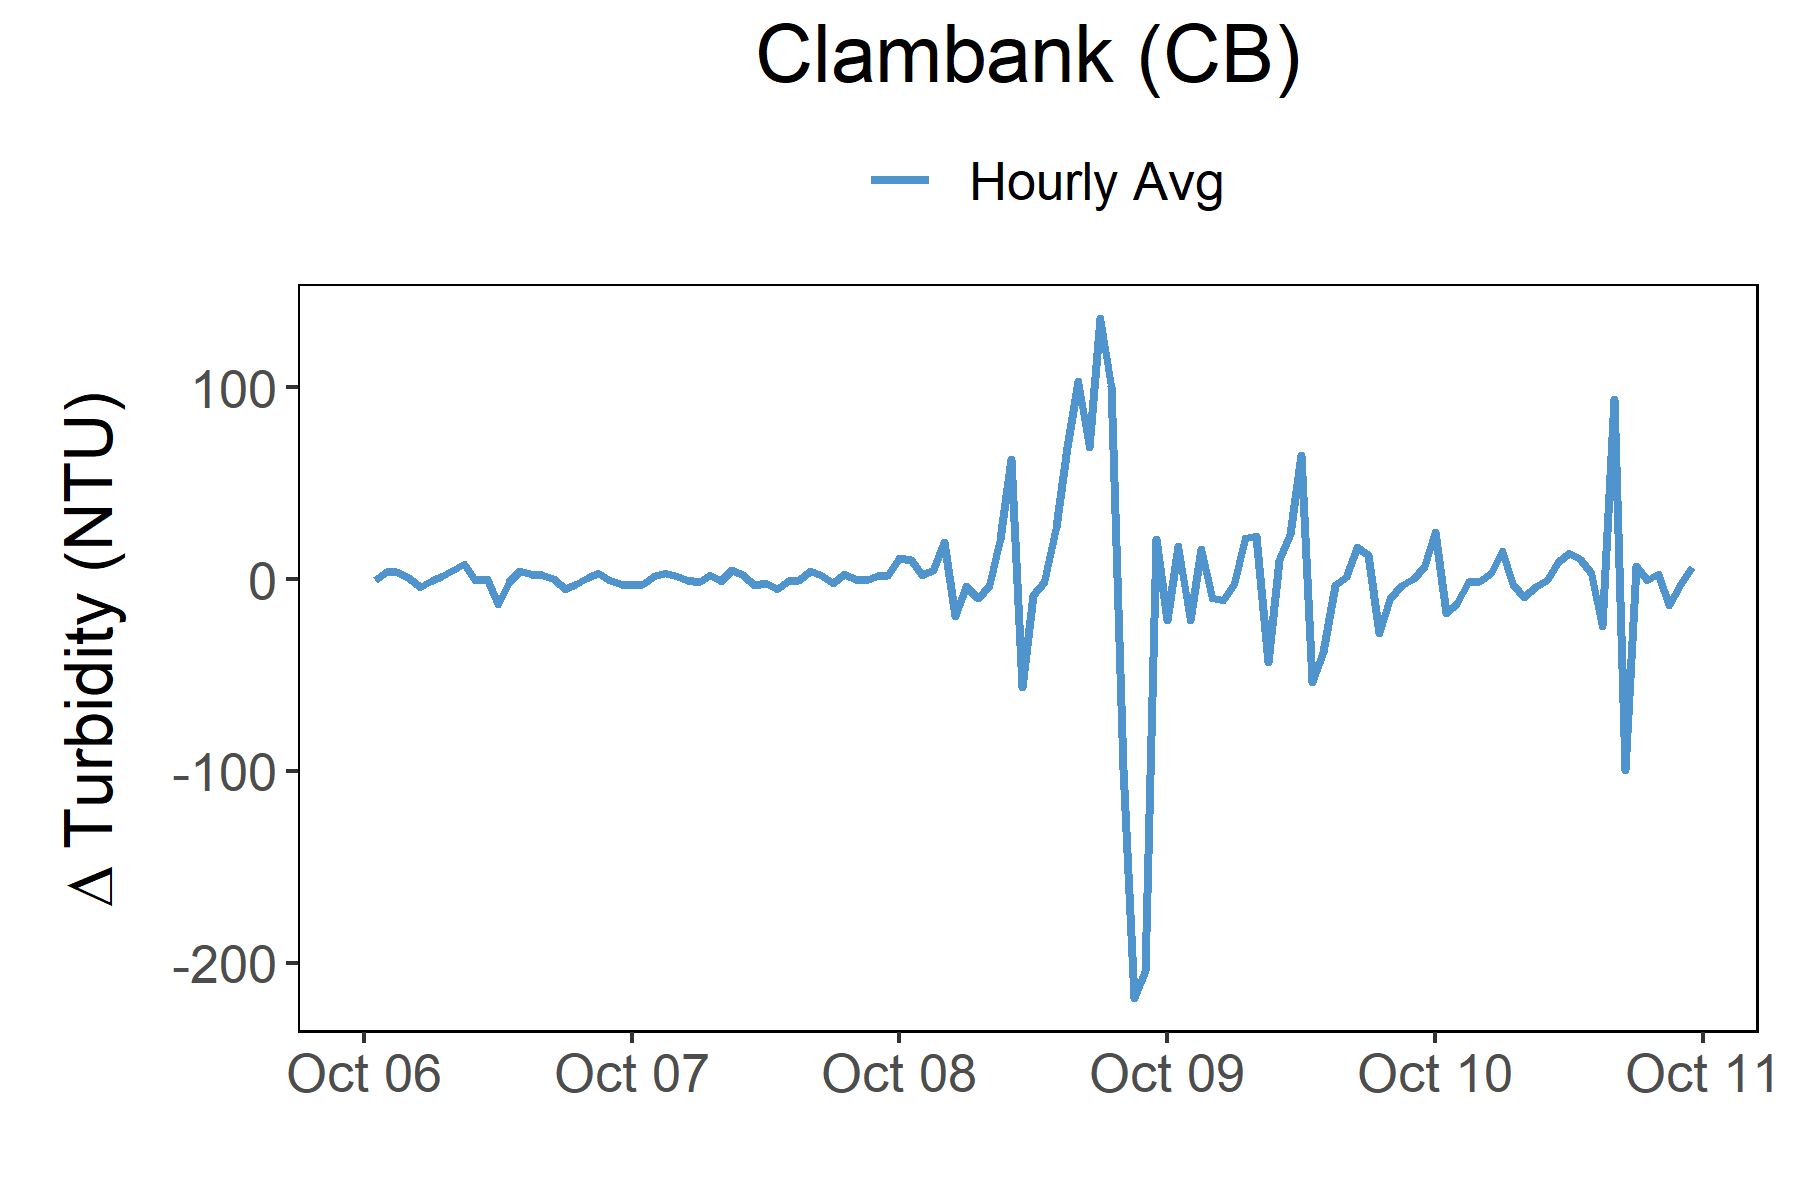 Clambank (CB)
Hourly Avg
Δ Turbidity (NTU)
100
0
-100
-200
Oct 06
Oct 07
Oct 08
Oct 09
Oct 10
Oct 11